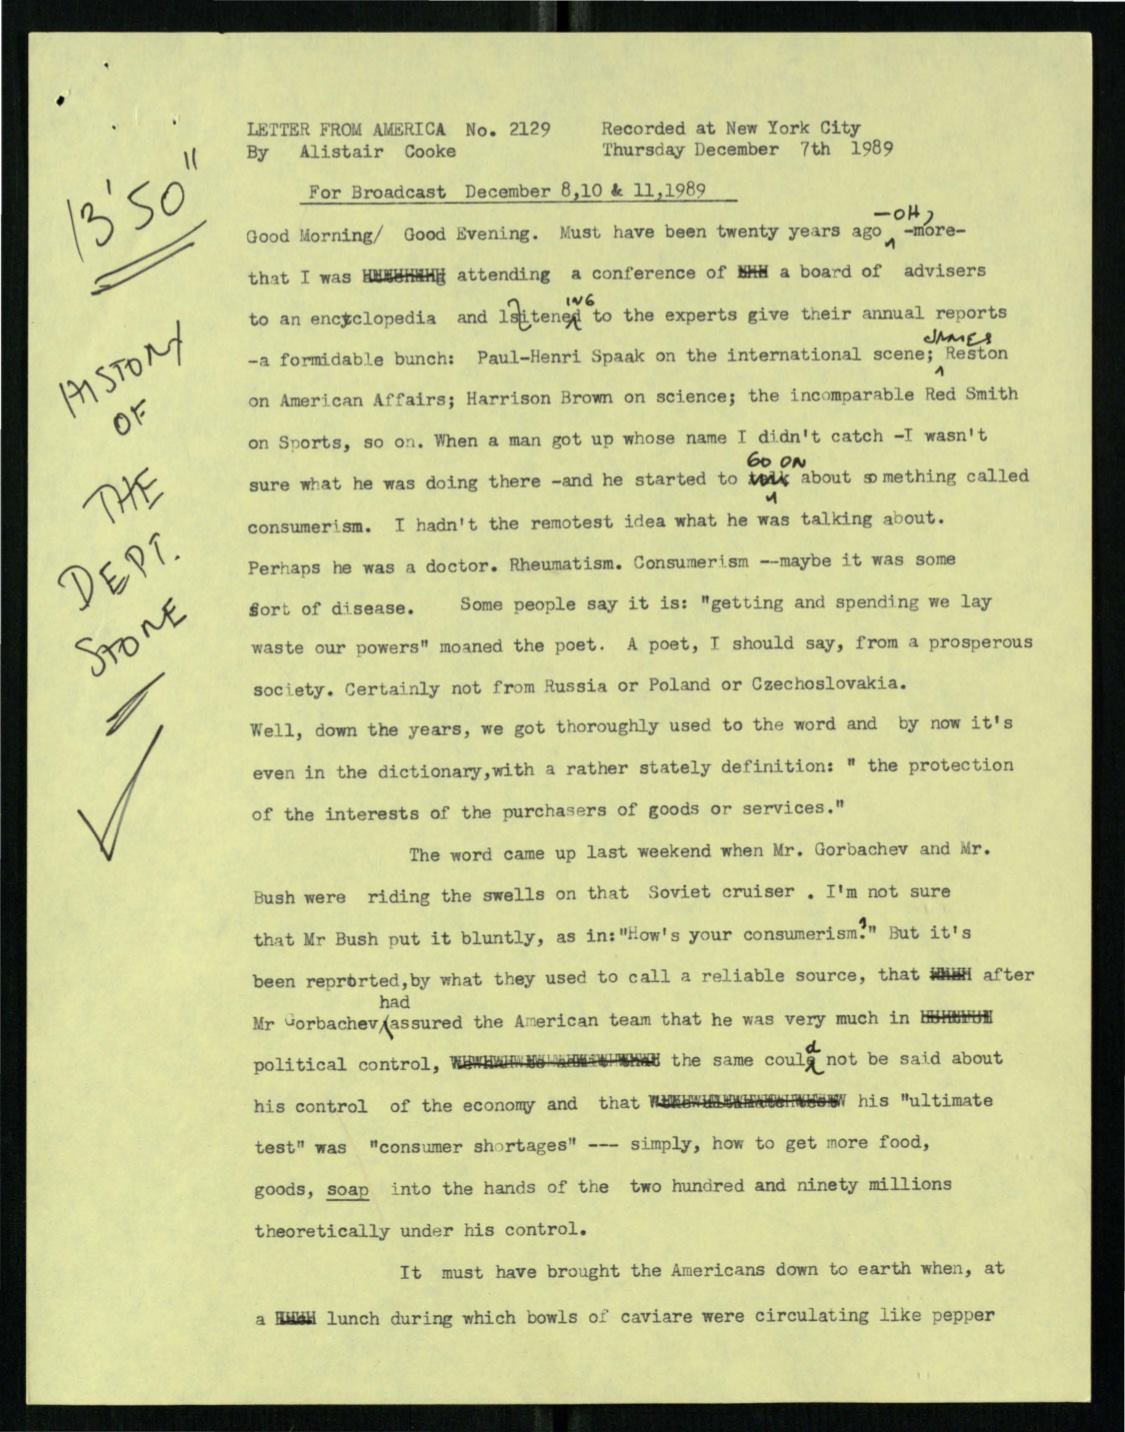 13'50"
HISTORY
OF
THE
DEPT.
STORE
LETTER FROM AMERICA No. 2129 Recorded at New York City
By Alistair Cooke Thursday December 7th 1989
For Broadcast December 8,10 & 11,1989
Good Morning/ Good Evening. Must have been twenty years ago -OH, -more-
that I was attending a conference of a board of advisers
to an encyclopedia and listening to the experts give their annual reports
-a formidable bunch: Paul-Henri Spaak on the international scene; JAMES Reston
on American Affairs; Harrison Brown on science; the incomparable Red Smith
on Sports, so on. When a man got up whose name I didn't catch -I wasn't
sure what he was doing there -and he started to GO ON about something called
consumerism. I hadn't the remotest idea what he was talking about.
Perhaps he was a doctor. Rheumatism. Consumerism --maybe it was some
sort of disease. Some people say it is: "getting and spending we lay
waste our powers" moaned the poet. A poet, I should say, from a prosperous
society. Certainly not from Russia or Poland or Czechoslovakia.
Well, down the years, we got thoroughly used to the word and by now it's
even in the dictionary,with a rather stately definition: " the protection
of the interests of the purchasers of goods or services."
The word came up last weekend when Mr. Gorbachev and Mr.
Bush were riding the swells on that Soviet cruiser . I'm not sure
that Mr Bush put it bluntly, as in:"How's your consumerism?" But it's
been reprorted,by what they used to call a reliable source, that after
Mr Gorbachev had assured the American team that he was very much in
political control, the same could not be said about
his control of the economy and that his "ultimate
test" was "consumer shortages" --- simply, how to get more food,
goods, soap into the hands of the two hundred and ninety millions
theoretically under his control.
It must have brought the Americans down to earth when, at
a lunch during which bowls of caviare were circulating like pepper